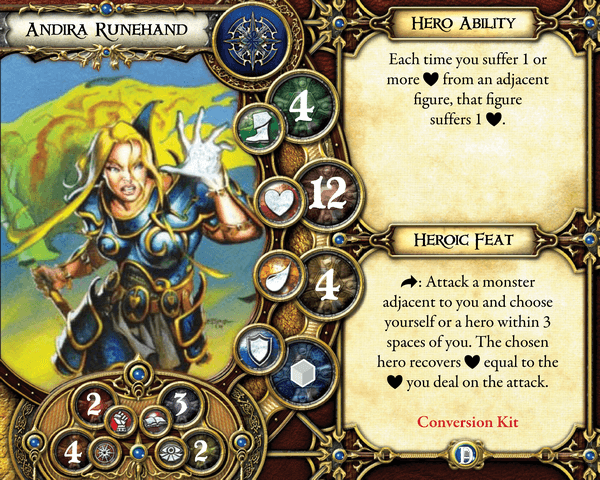 Andira Runehand
4
12
4
2
3
4
2
Hero Ability
Each time you suffer 1 or
more ♥ from an adjacent
figure, that figure
suffers 1 ♥.
Heroic Feat
: Attack a monster
adjacent to you and choose
yourself or a hero within 3
spaces of you. The chosen
hero recovers ♥ equal to the
♥ you deal on the attack.
Conversion Kit
D